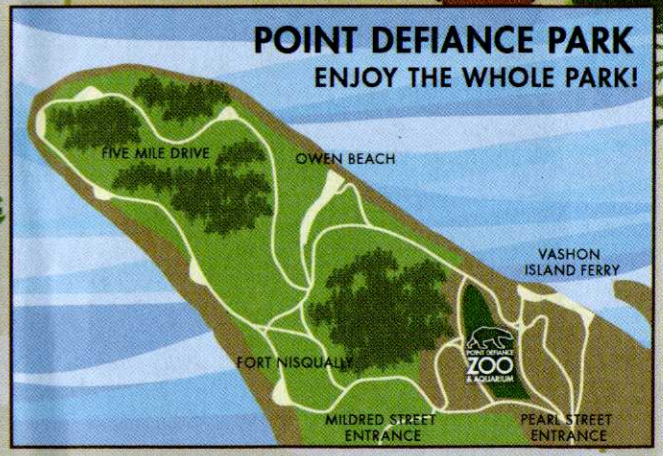 POINT DEFIANCE PARK
ENJOY THE WHOLE PARK!
FIVE MILE DRIVE
OWEN BEACH
VASHON
ISLAND FERRY
POINT DEFIANCE
ZOO
& AQUARIUM
FORT NISQUALLY
MILDRED STREET
ENTRANCE
PEARL STREET
ENTRANCE